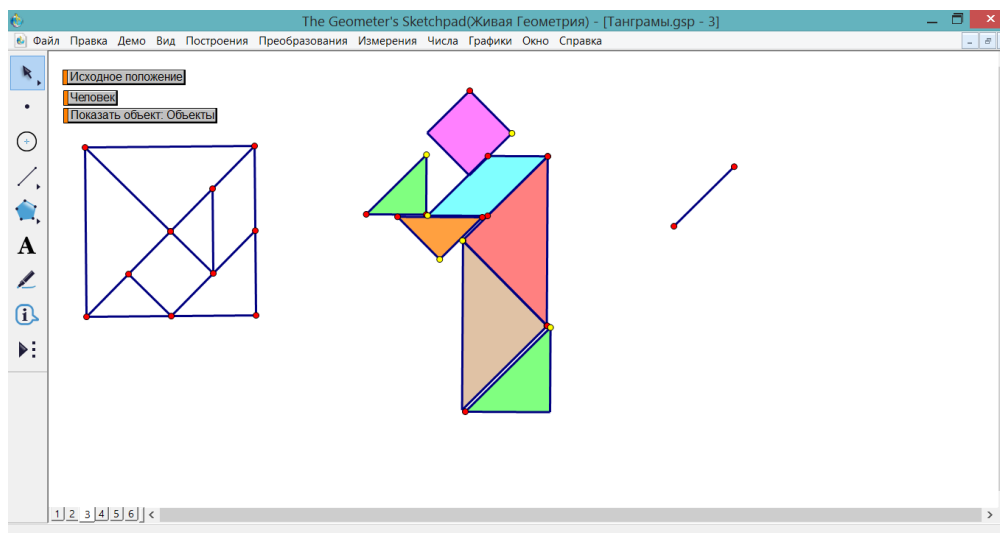 The Geometer's Sketchpad(Живая Геометрия) - [Танграмы.gsp - 3]
Файл Правка Демо Вид Построения Преобразования Измерения Числа Графики Окно Справка
Исходное положение
Человек
Показать объект: Объекты
A
1 2 3 4 5 6